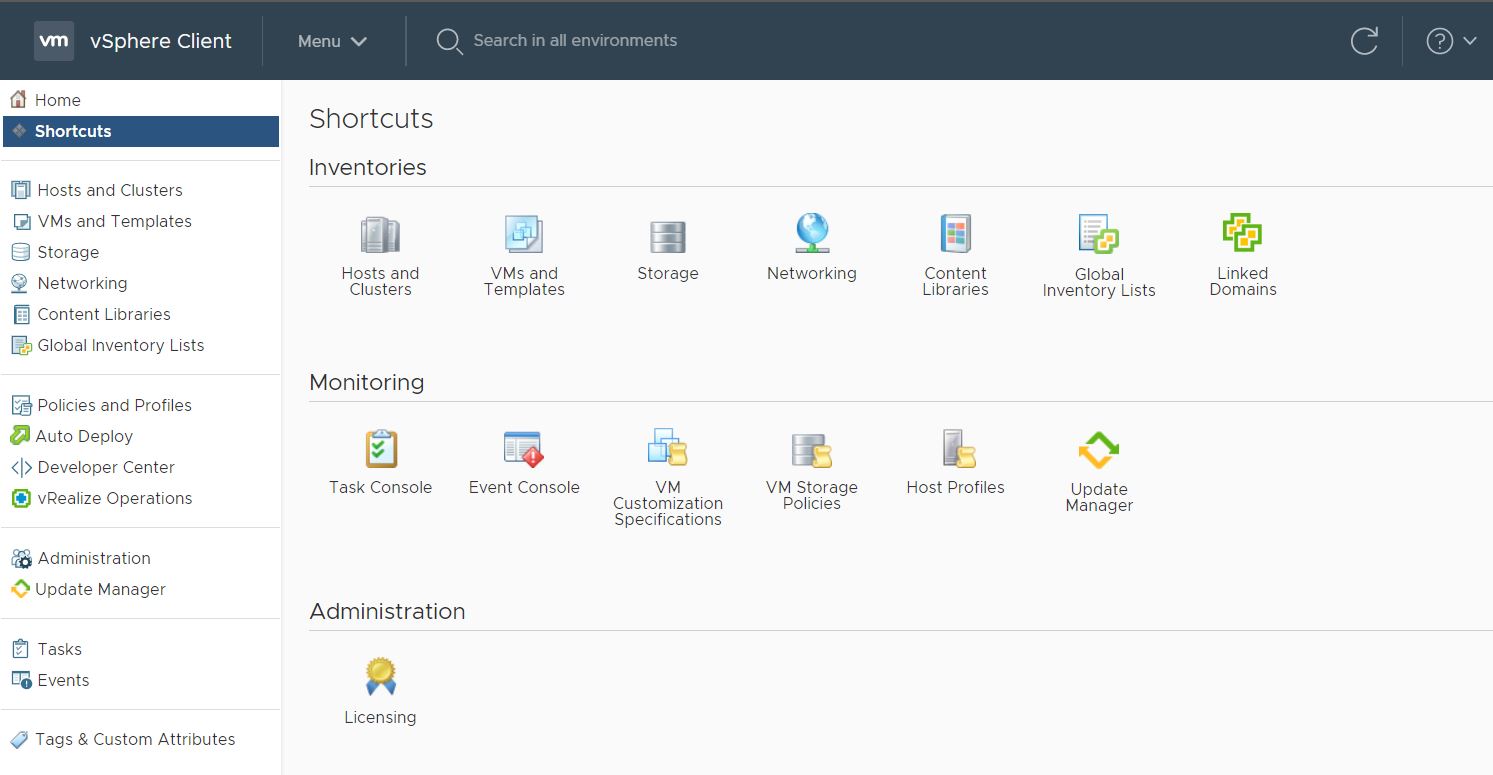 vm vSphere Client Menu Search in all environments ?
Home
Shortcuts
Hosts and Clusters
VMs and Templates
Storage
Networking
Content Libraries
Global Inventory Lists
Policies and Profiles
Auto Deploy
Developer Center
vRealize Operations
Administration
Update Manager
Tasks
Events
Tags & Custom Attributes
Shortcuts
Inventories
Hosts and
Clusters
VMs and
Templates
Storage
Networking
Content
Libraries
Global
Inventory Lists
Linked
Domains
Monitoring
Task Console
Event Console
VM
Customization
Specifications
VM Storage
Policies
Host Profiles
Update
Manager
Administration
Licensing